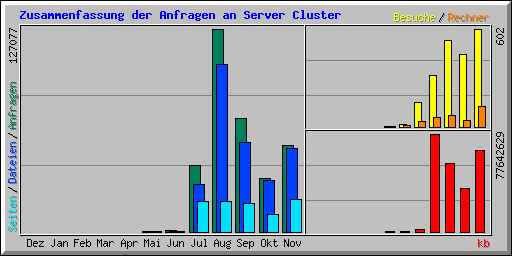 Zusammenfassung der Anfragen an Server Cluster
Besuche / Rechner
127077
602
Seiten / Dateien / Anfragen
77642629
Dez Jan Feb Mar Apr Mai Jun Jul Aug Sep Okt Nov
kb